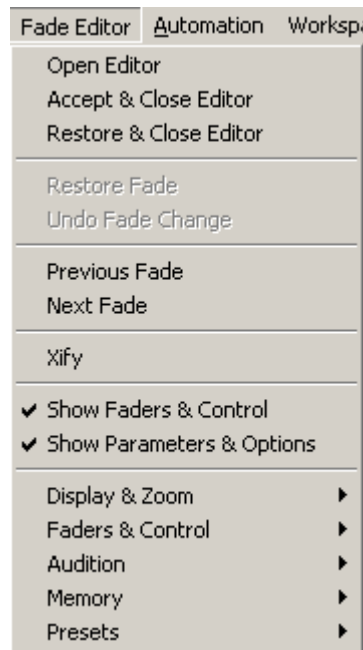 Fade Editor Automation
Open Editor
Accept & Close Editor
Restore & Close Editor
Restore Fade
Undo Fade Change
Previous Fade
Next Fade
Xify
Show Faders & Control
Show Parameters & Options
Display & Zoom
Faders & Control
Audition
Memory
Presets